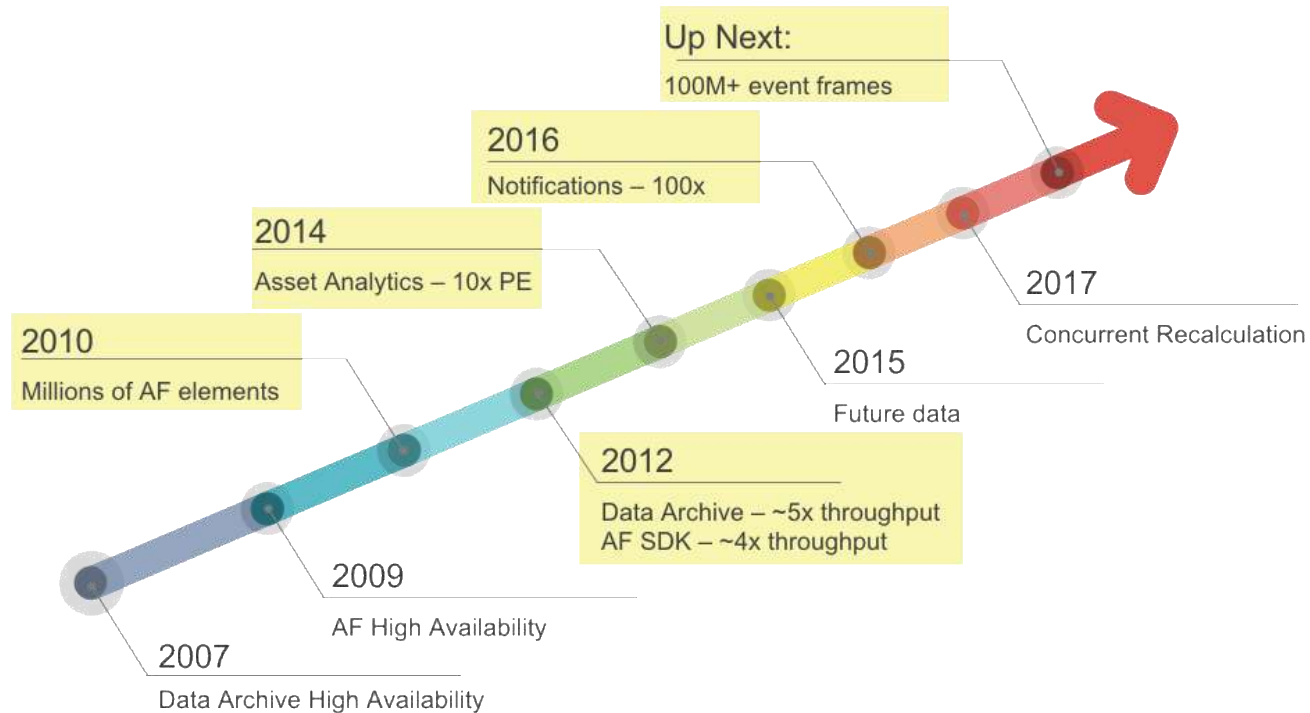 Up Next:
100M+ event frames
2016
Notifications – 100x
2014
Asset Analytics – 10x PE
2017
Concurrent Recalculation
2010
Millions of AF elements
2015
Future data
2012
Data Archive – ~5x throughput
AF SDK – ~4x throughput
2009
AF High Availability
2007
Data Archive High Availability